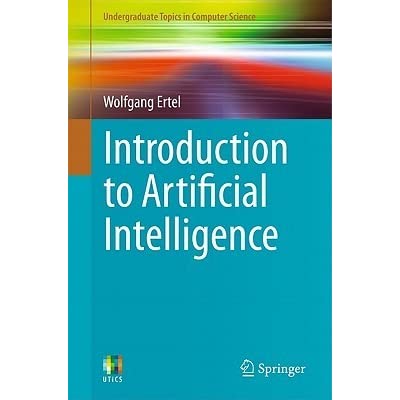 Undergraduate Topics in Computer Science
Wolfgang Ertel
Introduction
to Artificial
Intelligence
UTiCS
Springer